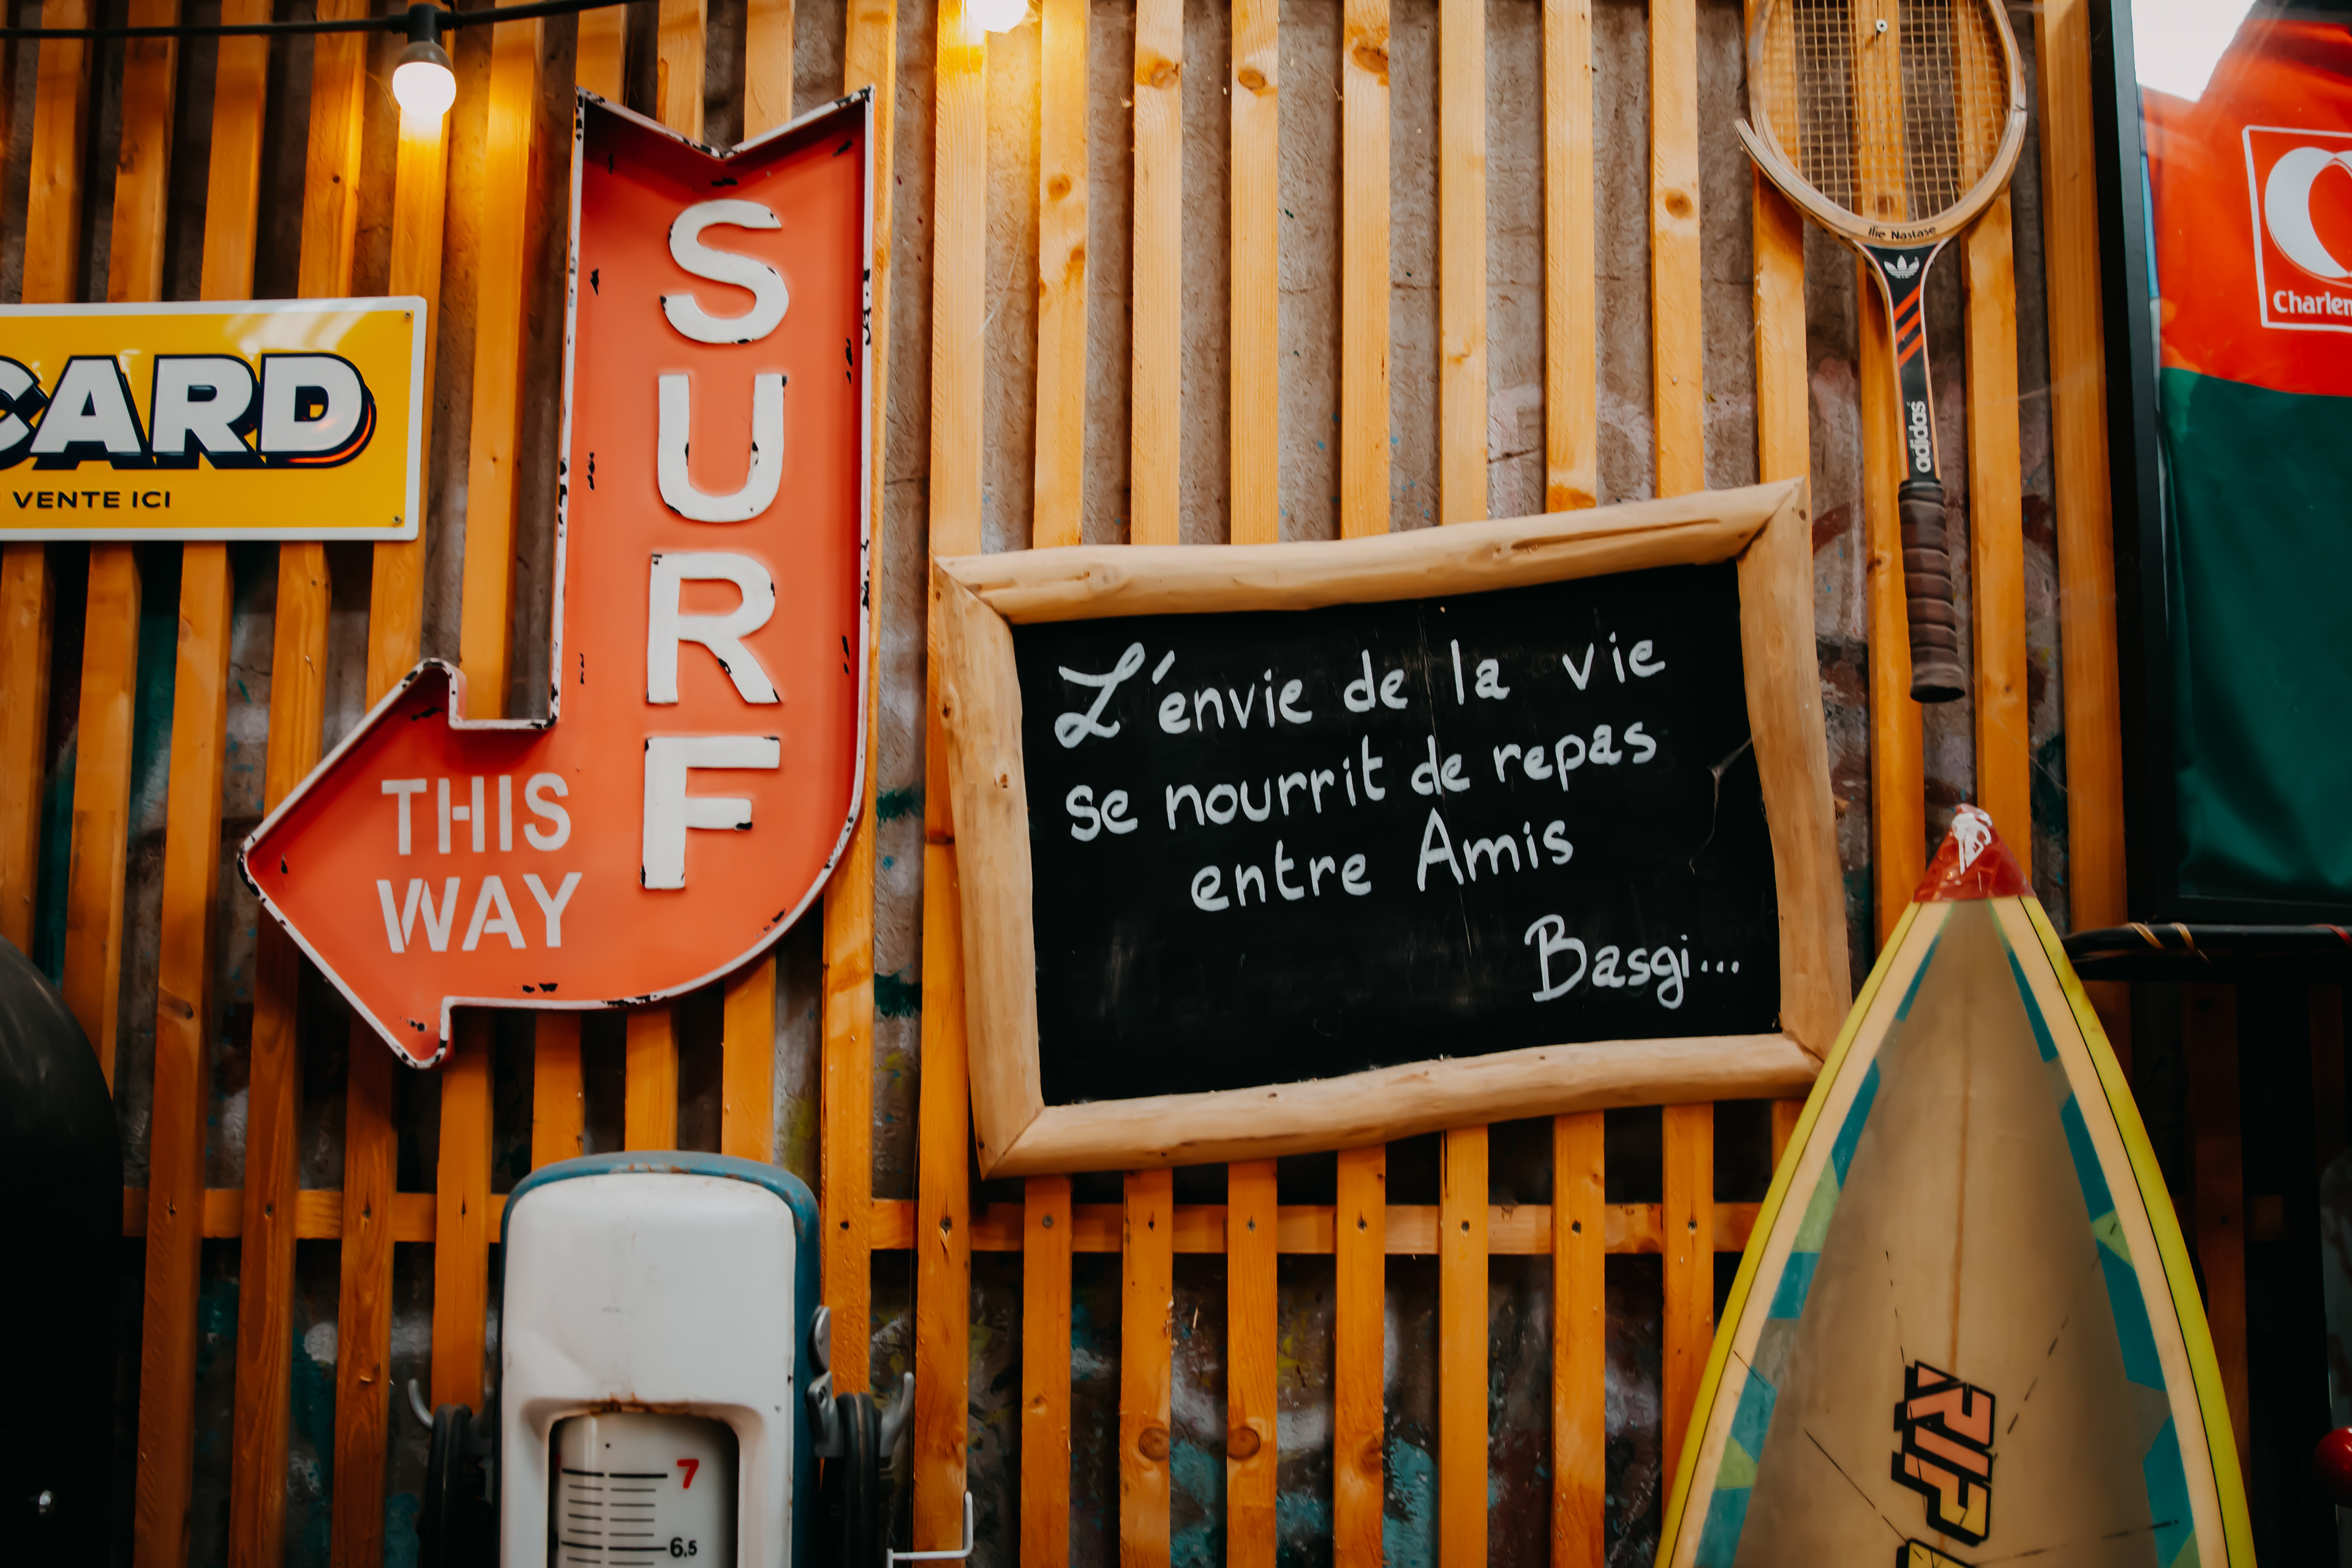 CARD
VENTE ICI
SURF
THIS
WAY
L'envie de la vie
se nourrit de repas
entre Amis
Basgi...
Ilie Nastase
adidas
Charlem
RIP
7
6.5